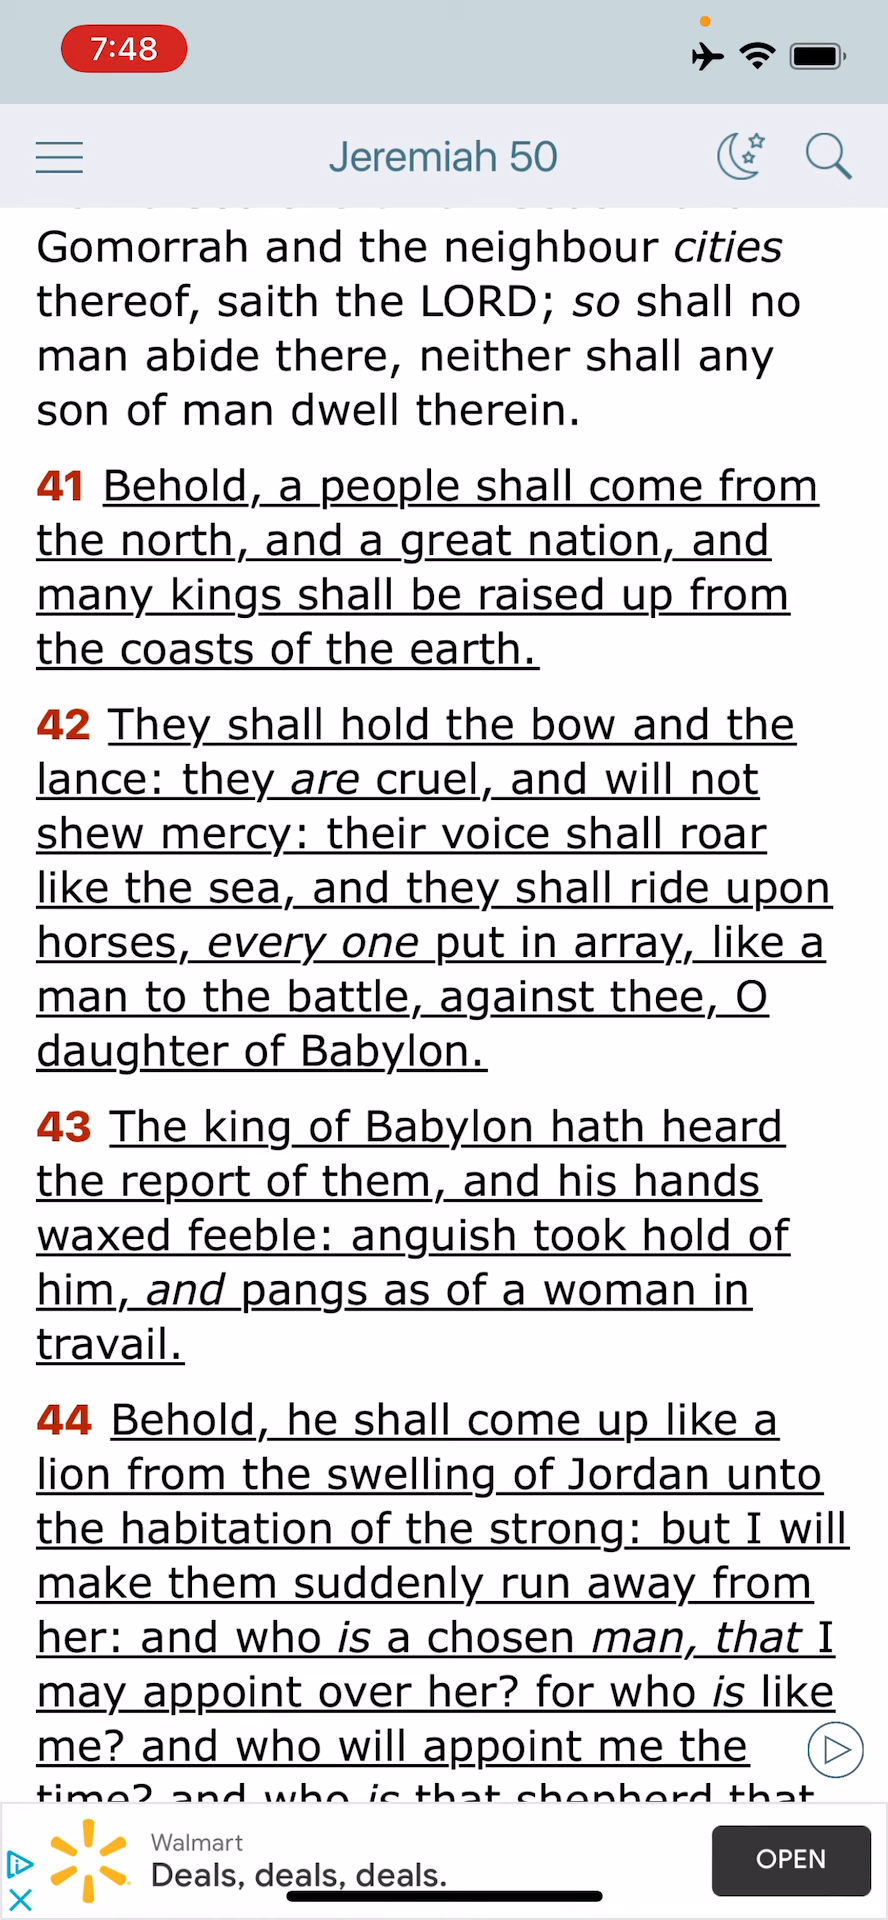 7:48
Jeremiah 50
Gomorrah and the neighbour cities
thereof, saith the LORD; so shall no
man abide there, neither shall any
son of man dwell therein.
41 Behold, a people shall come from
the north, and a great nation, and
many kings shall be raised up from
the coasts of the earth.
42 They shall hold the bow and the
lance: they are cruel, and will not
shew mercy: their voice shall roar
like the sea, and they shall ride upon
horses, every one put in array, like a
man to the battle, against thee, O
daughter of Babylon.
43 The king of Babylon hath heard
the report of them, and his hands
waxed feeble: anguish took hold of
him, and pangs as of a woman in
travail.
44 Behold, he shall come up like a
lion from the swelling of Jordan unto
the habitation of the strong: but I will
make them suddenly run away from
her: and who is a chosen man, that I
may appoint over her? for who is like
me? and who will appoint me the
time? and who is that shepherd that
Walmart
Deals, deals, deals.
OPEN